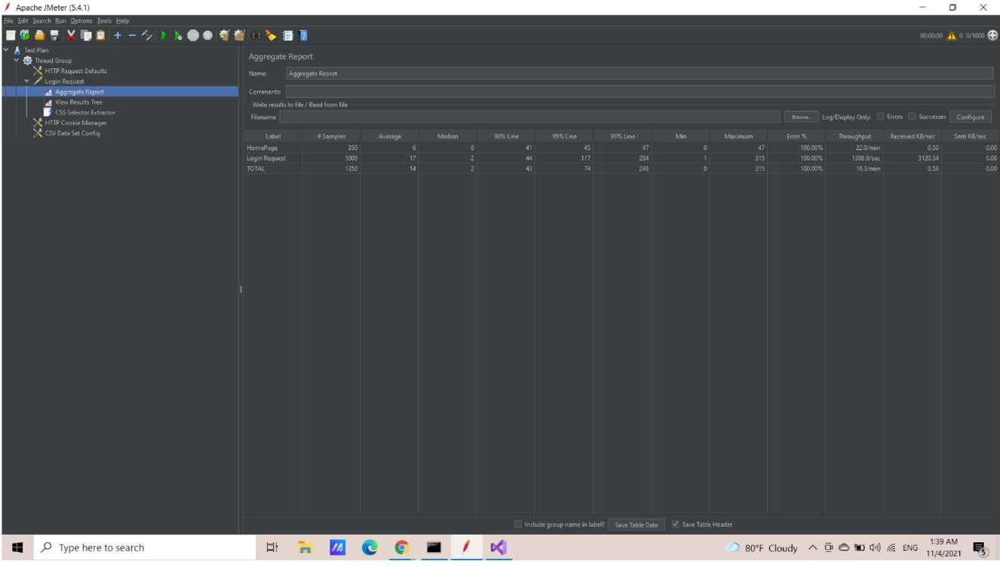 Apache JMeter (5.4.1)
File Edit Search Run Options Tools Help
00:00:00 0 0/1000
Test Plan
Thread Group
HTTP Request Defaults
Login Request
Aggregate Report
View Results Tree
CSS Selector Extractor
HTTP Cookie Manager
CSV Data Set Config
Aggregate Report
Name: Aggregate Report
Comments:
Write results to file / Read from file
Filename Browse... Log/Display Only: Errors Successes Configure
Label # Samples Average Median 90% Line 95% Line 99% Line Min Maximum Error % Throughput Received KB/sec Sent KB/sec
HomePage 350 6 0 41 45 47 0 47 100.00% 22.0/min 0.50 0.00
Login Request 1000 17 2 44 117 284 1 315 100.00% 1308.9/sec 3120.34 0.00
TOTAL 1350 14 2 43 74 248 0 315 100.00% 16.3/min 0.58 0.00
Include group name in label? Save Table Data Save Table Header
Type here to search
80°F Cloudy ENG
1:39 AM
11/4/2021
5